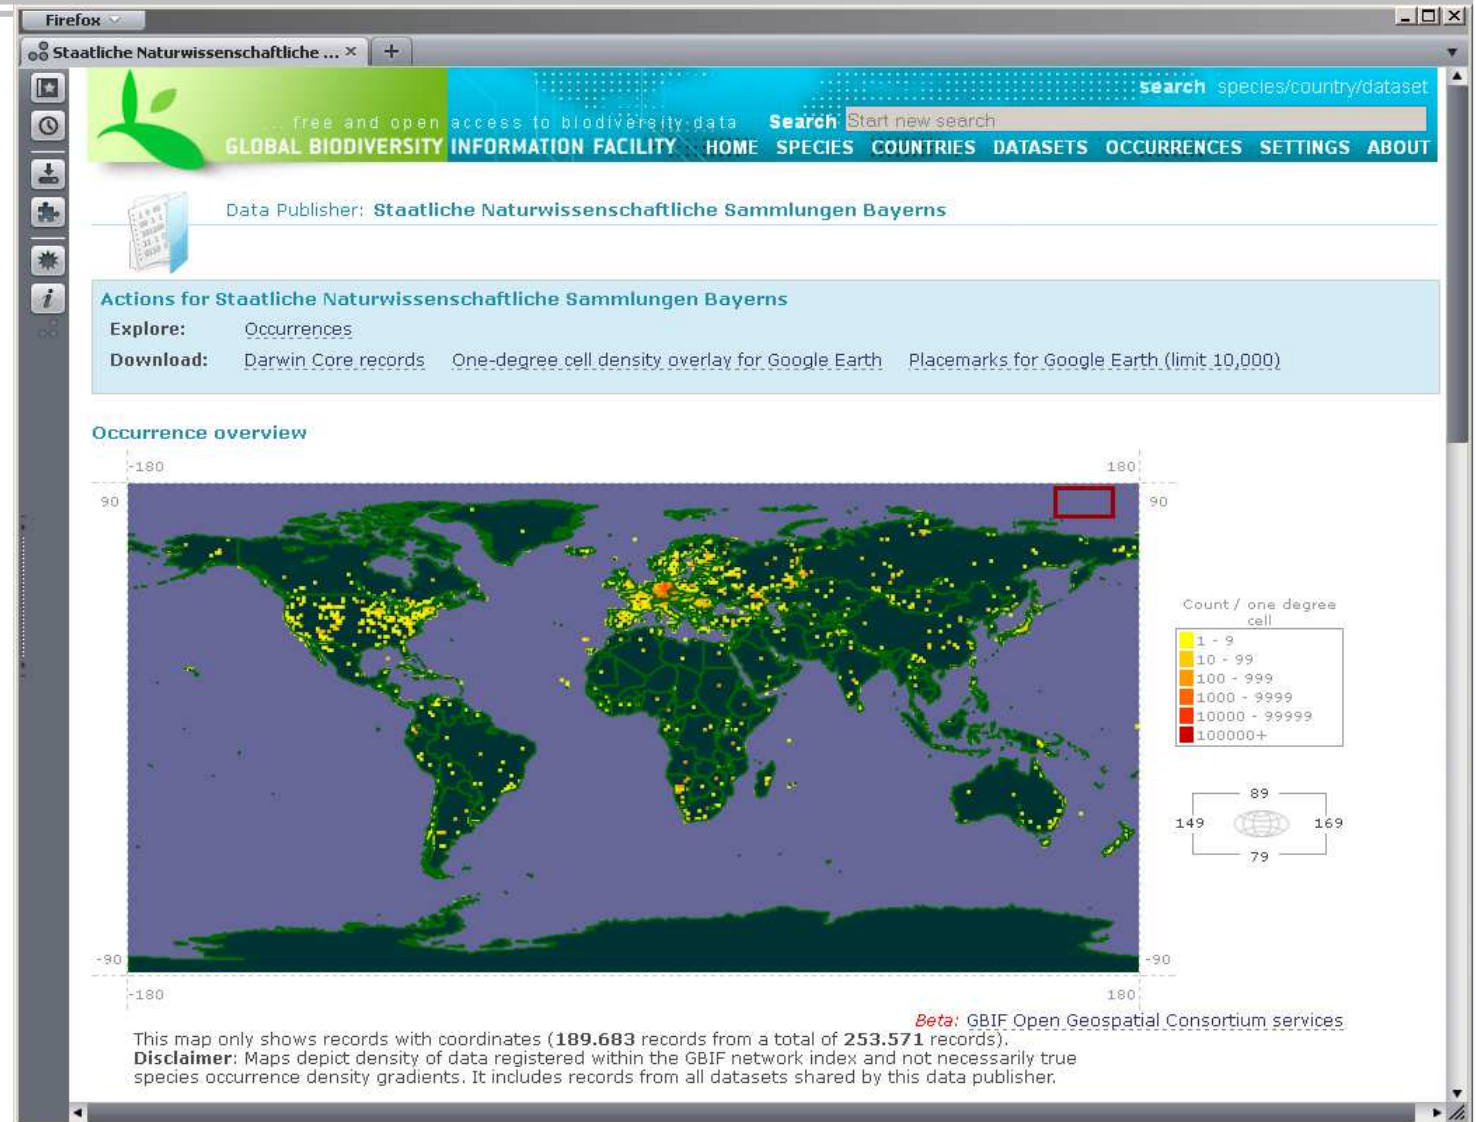 Firefox
Staatliche Naturwissenschaftliche ... × +
search species/country/dataset
... free and open access to biodiversity data Search Start new search
GLOBAL BIODIVERSITY INFORMATION FACILITY HOME SPECIES COUNTRIES DATASETS OCCURRENCES SETTINGS ABOUT
Data Publisher: Staatliche Naturwissenschaftliche Sammlungen Bayerns
Actions for Staatliche Naturwissenschaftliche Sammlungen Bayerns
Explore: Occurrences
Download: Darwin Core records One-degree cell density overlay for Google Earth Placemarks for Google Earth (limit 10,000)
Occurrence overview
-180 180
90 90
Count / one degree
cell
1 - 9
10 - 99
100 - 999
1000 - 9999
10000 - 99999
100000+
89
149 169
79
-90 -90
-180 180
Beta: GBIF Open Geospatial Consortium services
This map only shows records with coordinates (189.683 records from a total of 253.571 records).
Disclaimer: Maps depict density of data registered within the GBIF network index and not necessarily true
species occurrence density gradients. It includes records from all datasets shared by this data publisher.